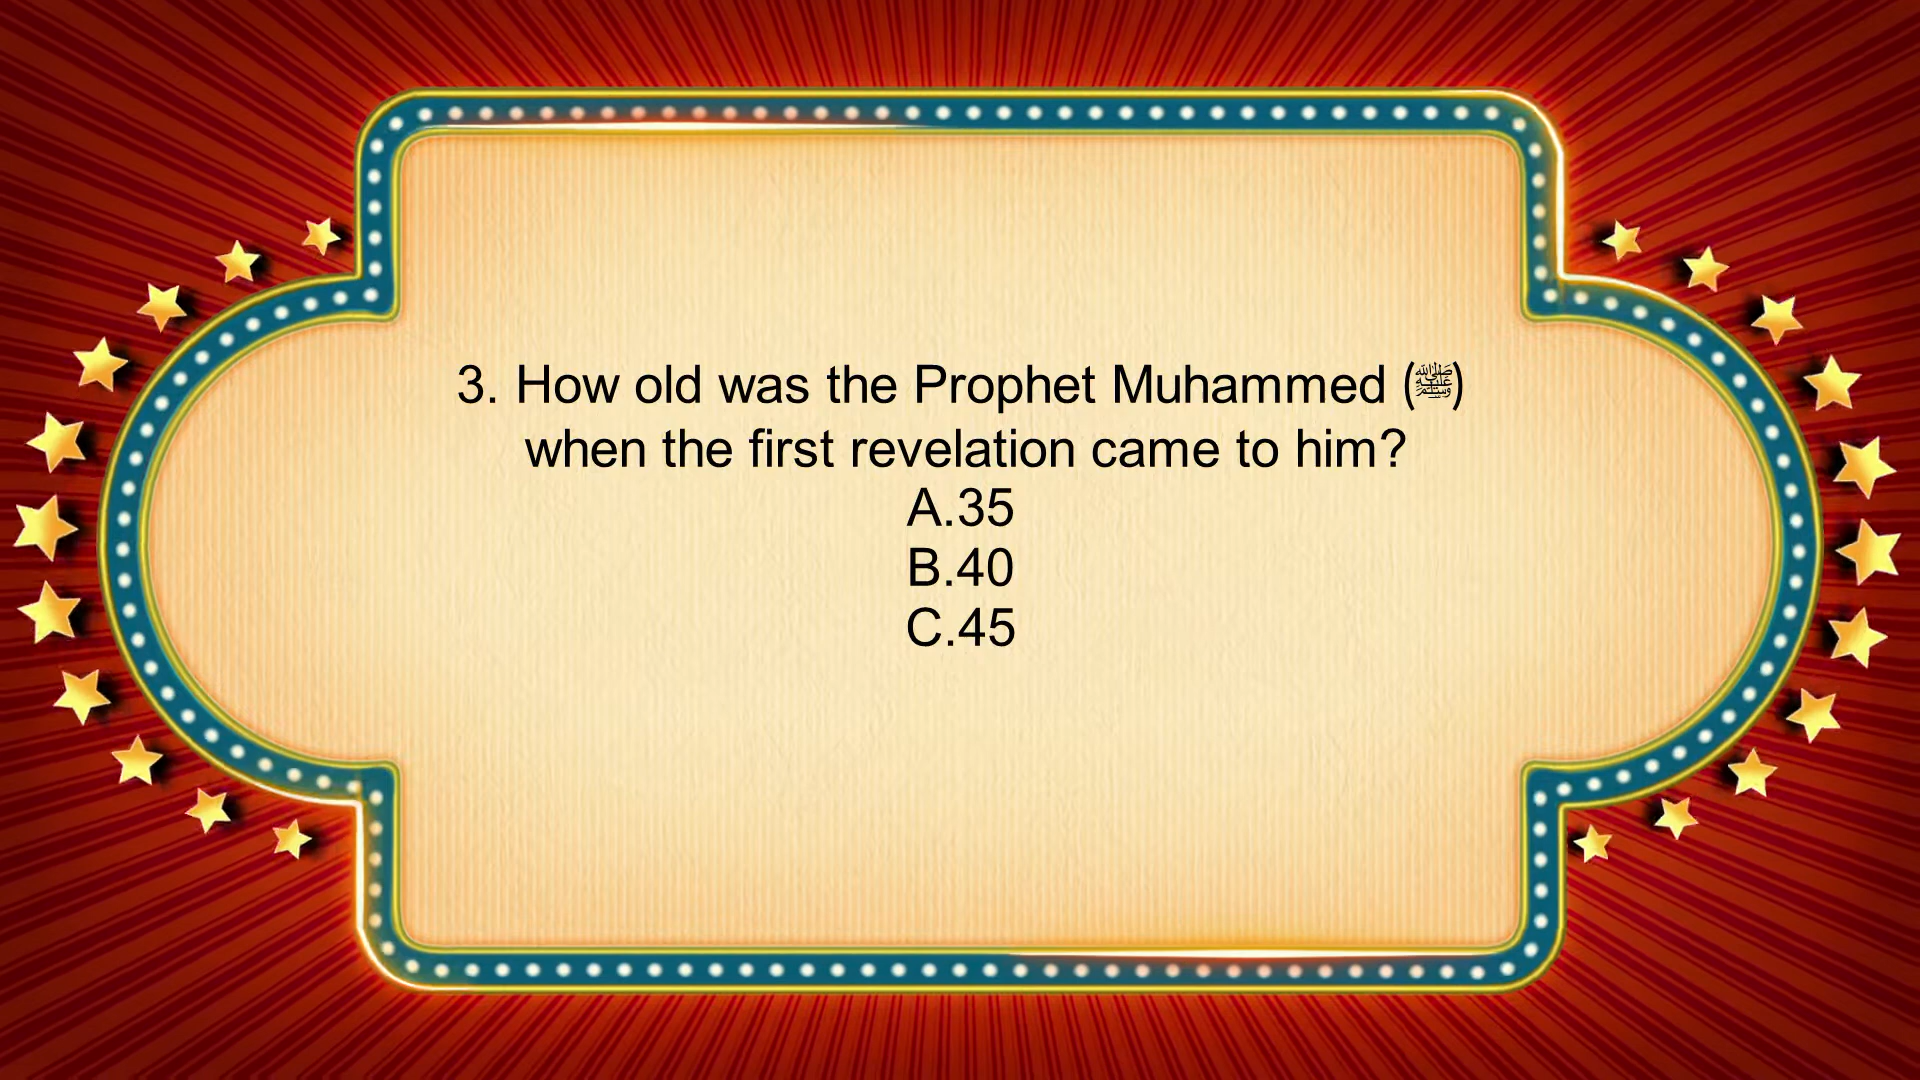 3. How old was the Prophet Muhammed (ﷺ)
when the first revelation came to him?
A.35
B.40
C.45